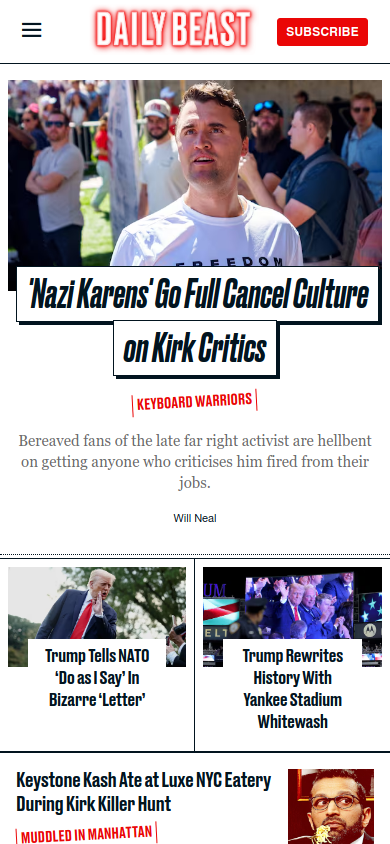 DAILY BEAST
SUBSCRIBE
FREEDOM
'Nazi Karens' Go Full Cancel Culture
on Kirk Critics
KEYBOARD WARRIORS
Bereaved fans of the late far right activist are hellbent
on getting anyone who criticises him fired from their
jobs.
Will Neal
Trump Tells NATO
‘Do as I Say’ In
Bizarre ‘Letter’
UM
ELT
Trump Rewrites
History With
Yankee Stadium
Whitewash
Keystone Kash Ate at Luxe NYC Eatery
During Kirk Killer Hunt
MUDDLED IN MANHATTAN